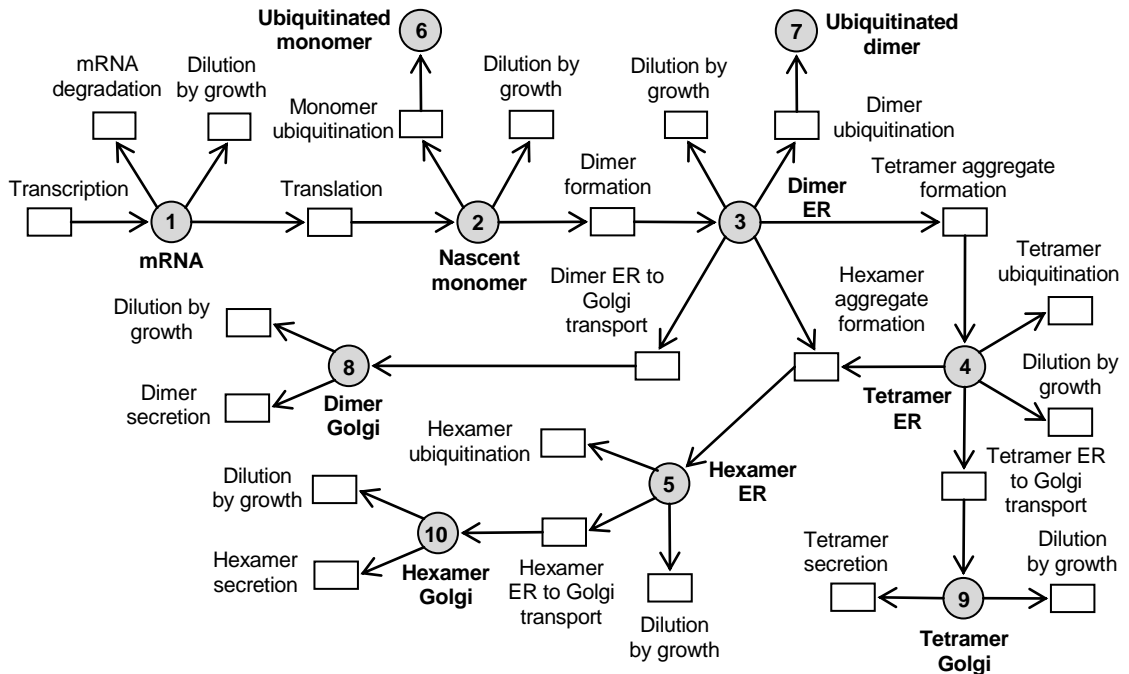 Ubiquitinated
monomer
6
7
Ubiquitinated
dimer
mRNA
degradation
Dilution
by growth
Monomer
ubiquitination
Dilution by
growth
Dilution by
growth
Dimer
ubiquitination
Transcription
1
mRNA
Translation
2
Nascent
monomer
Dimer
formation
3
Dimer
ER
Tetramer aggregate
formation
Tetramer
ubiquitination
Dimer ER to
Golgi
transport
Hexamer
aggregate
formation
Dilution by
growth
8
Dimer
Golgi
Dimer
secretion
4
Tetramer
ER
Dilution
by growth
Hexamer
ubiquitination
5
Hexamer
ER
Tetramer ER
to Golgi
transport
Dilution
by growth
10
Hexamer
Golgi
Hexamer
secretion
Hexamer
ER to Golgi
transport
Dilution
by growth
Tetramer
secretion
9
Tetramer
Golgi
Dilution
by growth